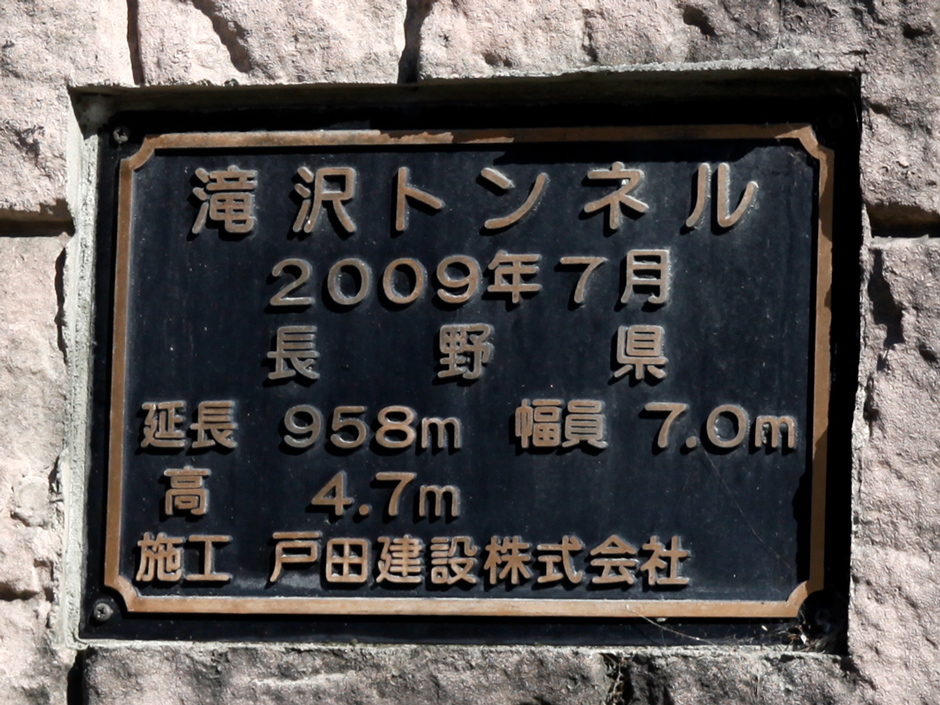 滝沢トンネル
2009年7月
長野県
延長 958m 幅員 7.0m
高 4.7m
施工 戸田建設株式会社